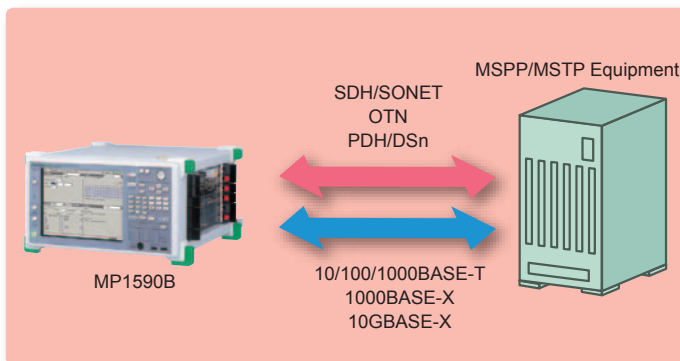 MSPP/MSTP Equipment
SDH/SONET
OTN
PDH/DSn
MP1590B
10/100/1000BASE-T
1000BASE-X
10GBASE-X